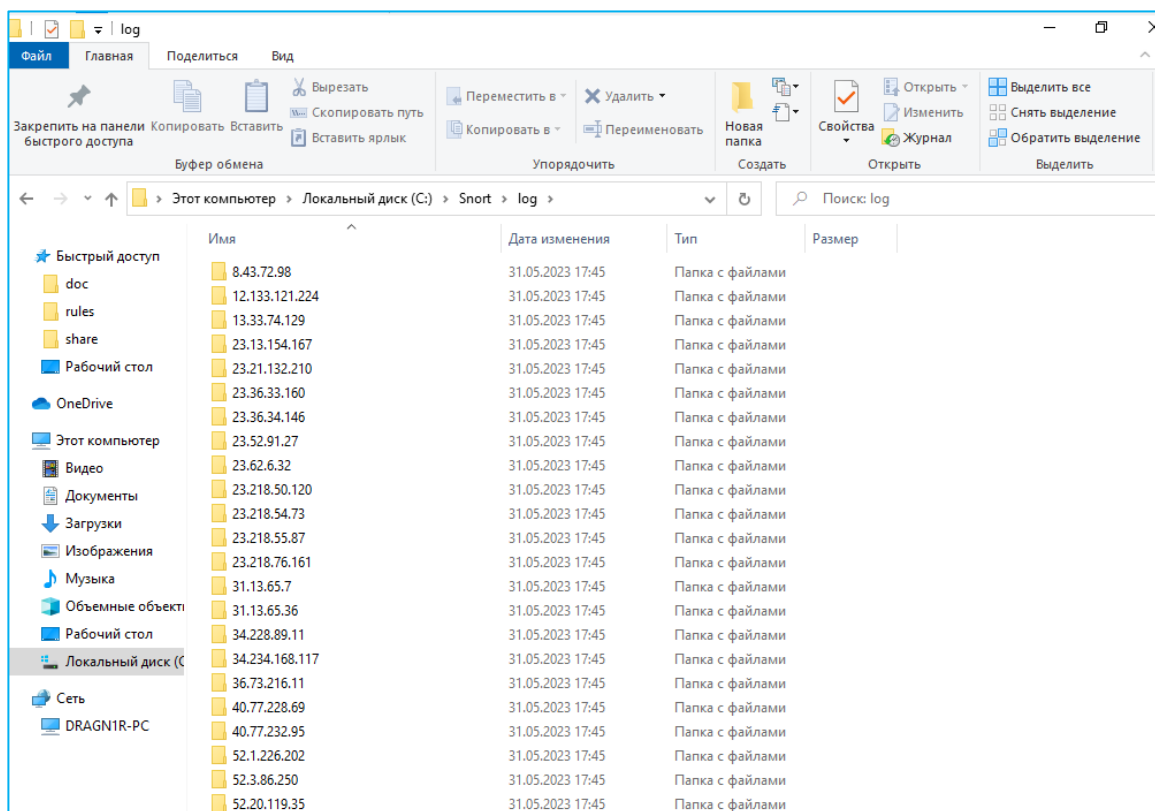 log
Файл Главная Поделиться Вид
Закрепить на панели быстрого доступа
Копировать
Вставить
Вырезать
Скопировать путь
Вставить ярлык
Переместить в
Копировать в
Удалить
Переименовать
Новая папка
Свойства
Открыть
Изменить
Журнал
Выделить все
Снять выделение
Обратить выделение
Буфер обмена Упорядочить Создать Открыть Выделить
Этот компьютер > Локальный диск (C:) > Snort > log >
Поиск: log
Быстрый доступ
doc
rules
share
Рабочий стол
OneDrive
Этот компьютер
Видео
Документы
Загрузки
Изображения
Музыка
Объемные объекты
Рабочий стол
Локальный диск (C
Сеть
DRAGN1R-PC
Имя Дата изменения Тип Размер
8.43.72.98 31.05.2023 17:45 Папка с файлами
12.133.121.224 31.05.2023 17:45 Папка с файлами
13.33.74.129 31.05.2023 17:45 Папка с файлами
23.13.154.167 31.05.2023 17:45 Папка с файлами
23.21.132.210 31.05.2023 17:45 Папка с файлами
23.36.33.160 31.05.2023 17:45 Папка с файлами
23.36.34.146 31.05.2023 17:45 Папка с файлами
23.52.91.27 31.05.2023 17:45 Папка с файлами
23.62.6.32 31.05.2023 17:45 Папка с файлами
23.218.50.120 31.05.2023 17:45 Папка с файлами
23.218.54.73 31.05.2023 17:45 Папка с файлами
23.218.55.87 31.05.2023 17:45 Папка с файлами
23.218.76.161 31.05.2023 17:45 Папка с файлами
31.13.65.7 31.05.2023 17:45 Папка с файлами
31.13.65.36 31.05.2023 17:45 Папка с файлами
34.228.89.11 31.05.2023 17:45 Папка с файлами
34.234.168.117 31.05.2023 17:45 Папка с файлами
36.73.216.11 31.05.2023 17:45 Папка с файлами
40.77.228.69 31.05.2023 17:45 Папка с файлами
40.77.232.95 31.05.2023 17:45 Папка с файлами
52.1.226.202 31.05.2023 17:45 Папка с файлами
52.3.86.250 31.05.2023 17:45 Папка с файлами
52.20.119.35 31.05.2023 17:45 Папка с файлами